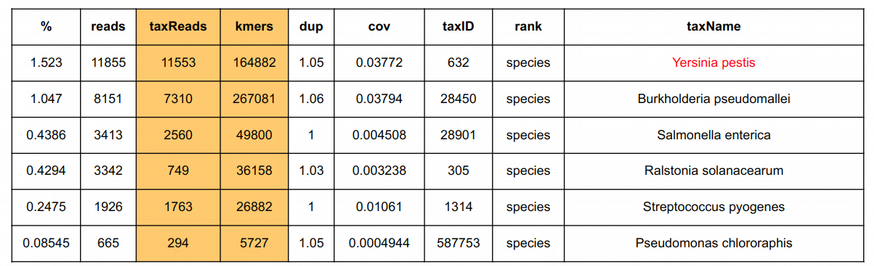 % reads taxReads kmers dup cov taxID rank taxName
1.523 11855 11553 164882 1.05 0.03772 632 species Yersinia pestis
1.047 8151 7310 267081 1.06 0.03794 28450 species Burkholderia pseudomallei
0.4386 3413 2560 49800 1 0.004508 28901 species Salmonella enterica
0.4294 3342 749 36158 1.03 0.003238 305 species Ralstonia solanacearum
0.2475 1926 1763 26882 1 0.01061 1314 species Streptococcus pyogenes
0.08545 665 294 5727 1.05 0.0004944 587753 species Pseudomonas chlororaphis